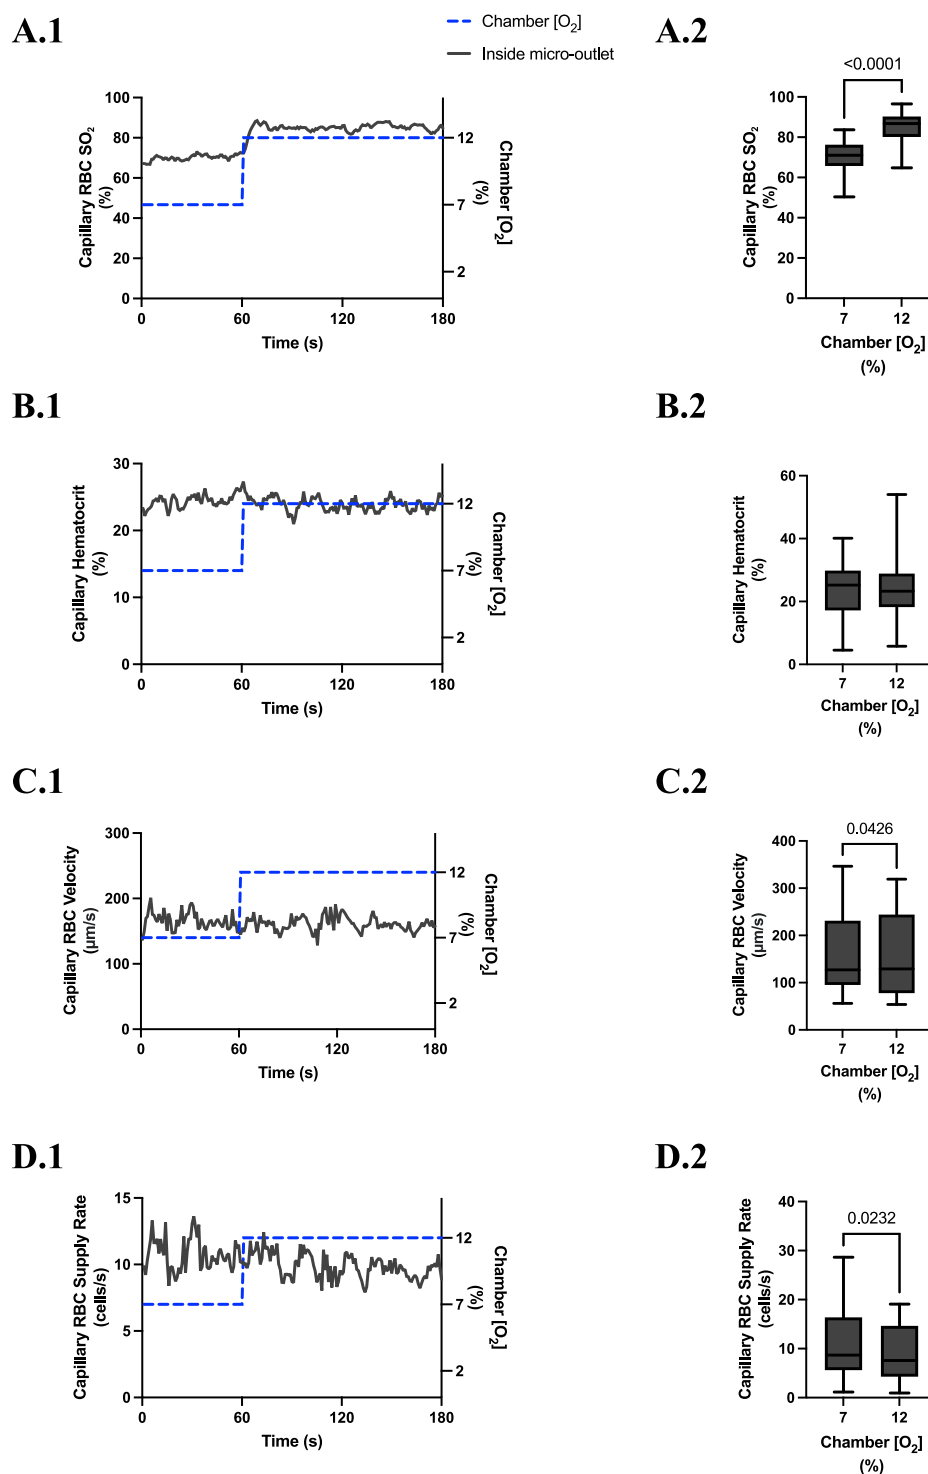 Chamber [O2]
Inside micro-outlet
A.1
Capillary RBC SO2
(%)
100
80
60
40
20
0
0
60
120
180
Time (s)
12
7
2
Chamber [O2]
(%)
A.2
<0.0001
Capillary RBC SO2
(%)
100
80
60
40
20
0
7
12
Chamber [O2]
(%)
B.1
Capillary Hematocrit
(%)
30
20
10
0
0
60
120
180
Time (s)
12
7
2
Chamber [O2]
(%)
B.2
Capillary Hematocrit
(%)
60
40
20
0
7
12
Chamber [O2]
(%)
C.1
Capillary RBC Velocity
(µm/s)
300
200
100
0
0
60
120
180
Time (s)
12
7
2
Chamber [O2]
(%)
C.2
0.0426
Capillary RBC Velocity
(µm/s)
400
300
200
100
0
7
12
Chamber [O2]
(%)
D.1
Capillary RBC Supply Rate
(cells/s)
15
10
5
0
0
60
120
180
Time (s)
12
7
2
Chamber [O2]
(%)
D.2
0.0232
Capillary RBC Supply Rate
(cells/s)
40
30
20
10
0
7
12
Chamber [O2]
(%)